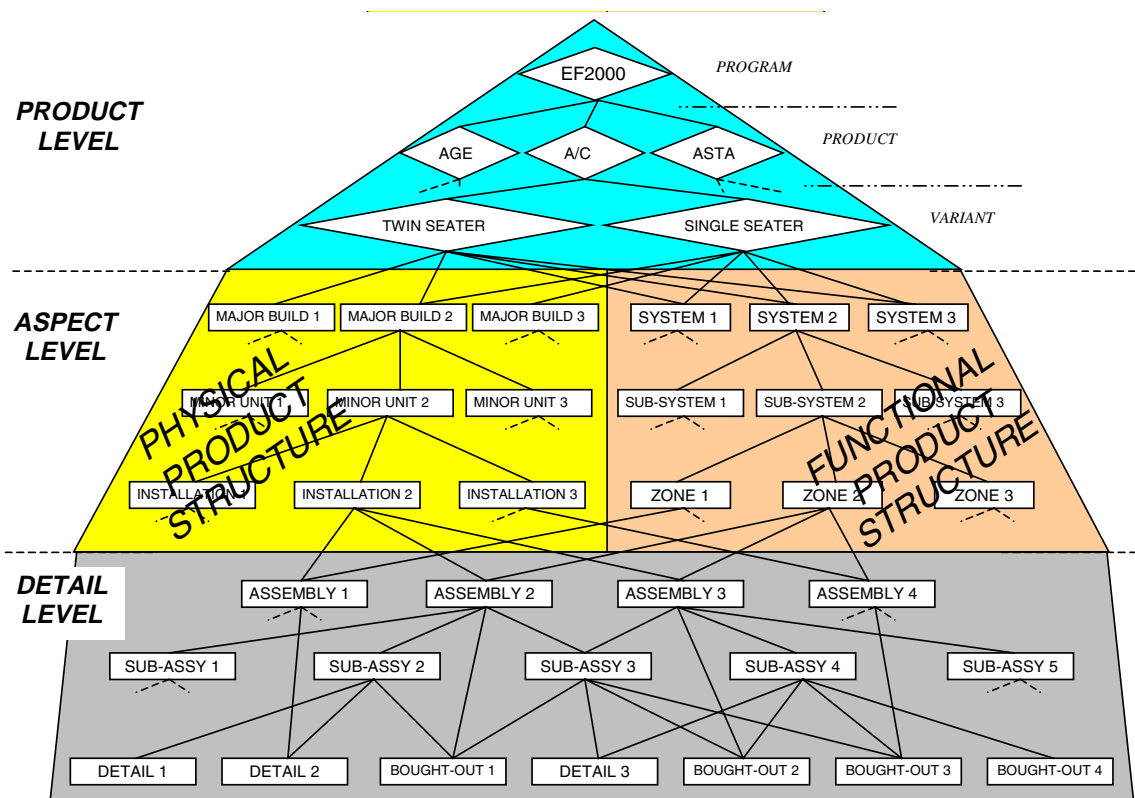 EF2000
PROGRAM
PRODUCT
LEVEL
PRODUCT
AGE
A/C
ASTA
VARIANT
TWIN SEATER
SINGLE SEATER
ASPECT
LEVEL
MAJOR BUILD 1
MAJOR BUILD 2
MAJOR BUILD 3
SYSTEM 1
SYSTEM 2
SYSTEM 3
PHYSICAL
PRODUCT
STRUCTURE
FUNCTIONAL
PRODUCT
STRUCTURE
MINOR UNIT 1
MINOR UNIT 2
MINOR UNIT 3
SUB-SYSTEM 1
SUB-SYSTEM 2
SUB-SYSTEM 3
INSTALLATION 1
INSTALLATION 2
INSTALLATION 3
ZONE 1
ZONE 2
ZONE 3
DETAIL
LEVEL
ASSEMBLY 1
ASSEMBLY 2
ASSEMBLY 3
ASSEMBLY 4
SUB-ASSY 1
SUB-ASSY 2
SUB-ASSY 3
SUB-ASSY 4
SUB-ASSY 5
DETAIL 1
DETAIL 2
BOUGHT-OUT 1
DETAIL 3
BOUGHT-OUT 2
BOUGHT-OUT 3
BOUGHT-OUT 4